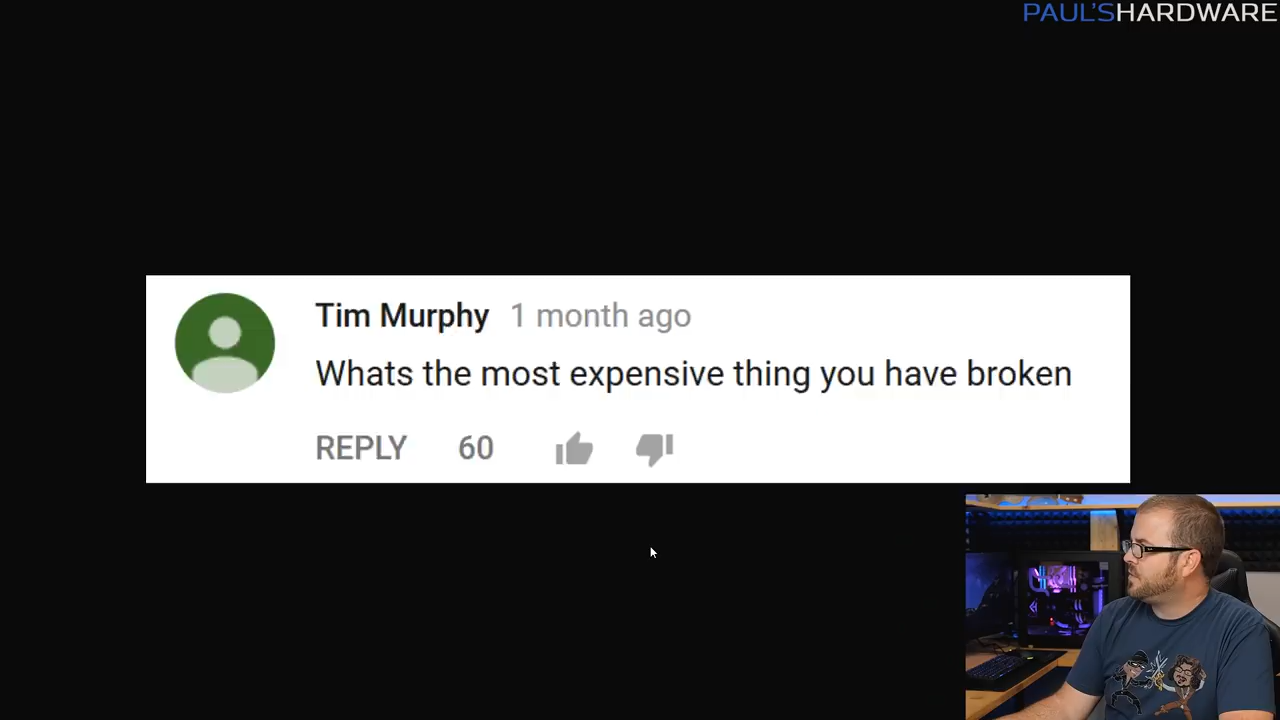 PAUL'SHARDWARE
Tim Murphy 1 month ago
Whats the most expensive thing you have broken
REPLY 60